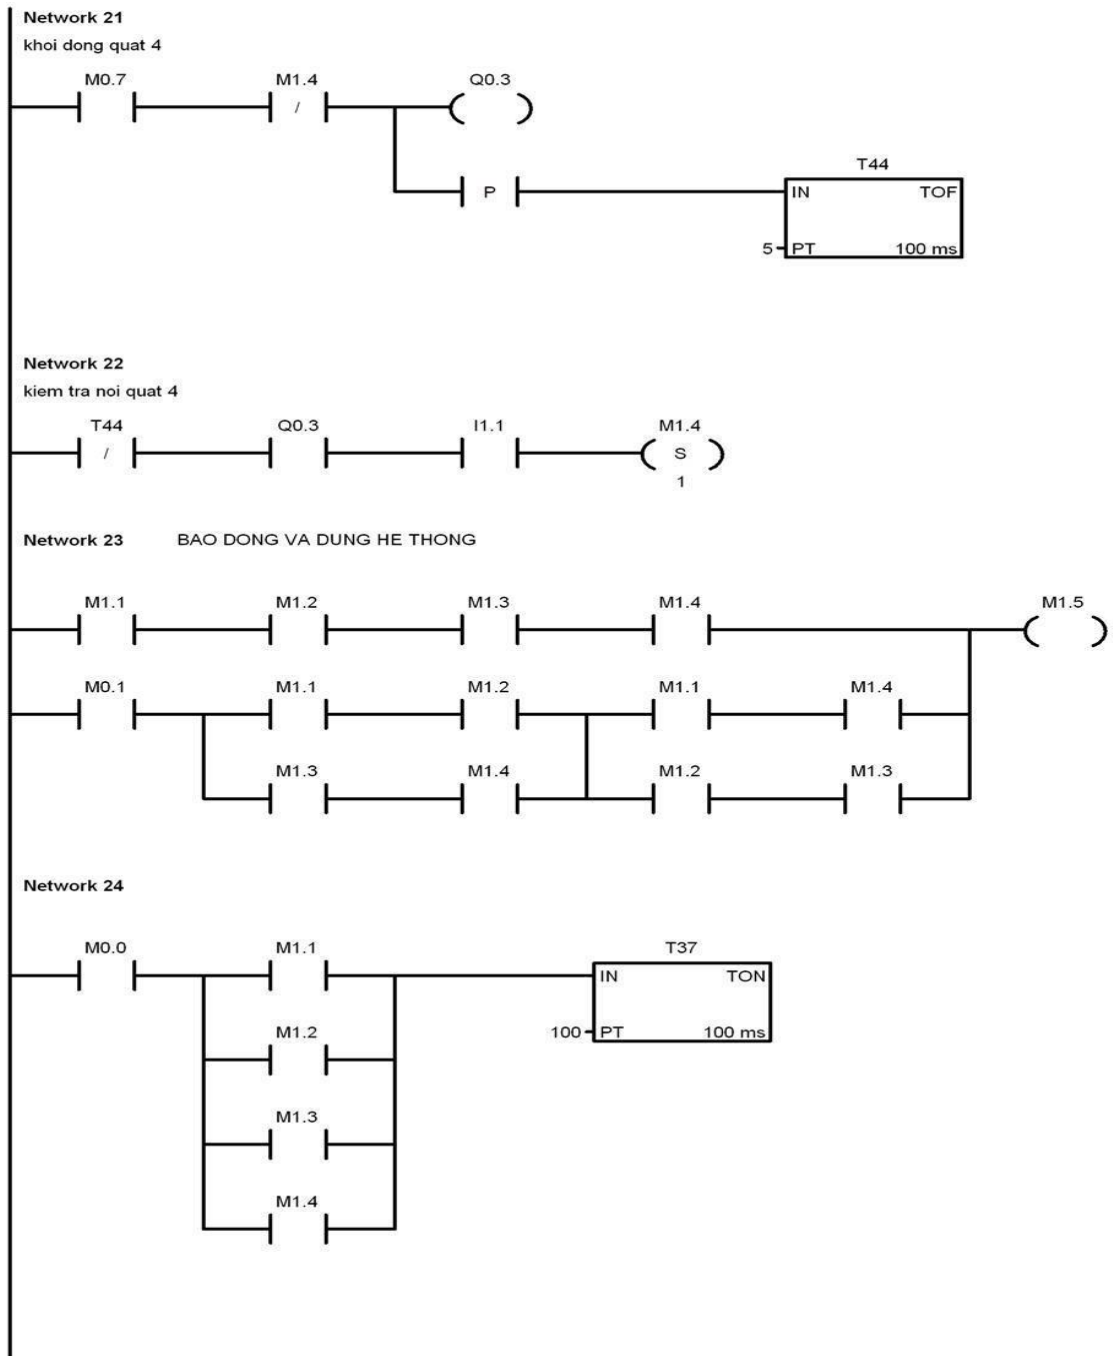 Network 21
khoi dong quat 4
M0.7 M1.4 Q0.3
/
T44
P IN TOF
5 PT 100 ms
Network 22
kiem tra noi quat 4
T44 Q0.3 I1.1 M1.4
/ S
1
Network 23 BAO DONG VA DUNG HE THONG
M1.1 M1.2 M1.3 M1.4 M1.5
M0.1 M1.1 M1.2 M1.1 M1.4
M1.3 M1.4 M1.2 M1.3
Network 24
M0.0 M1.1 T37
IN TON
M1.2 100 PT 100 ms
M1.3
M1.4